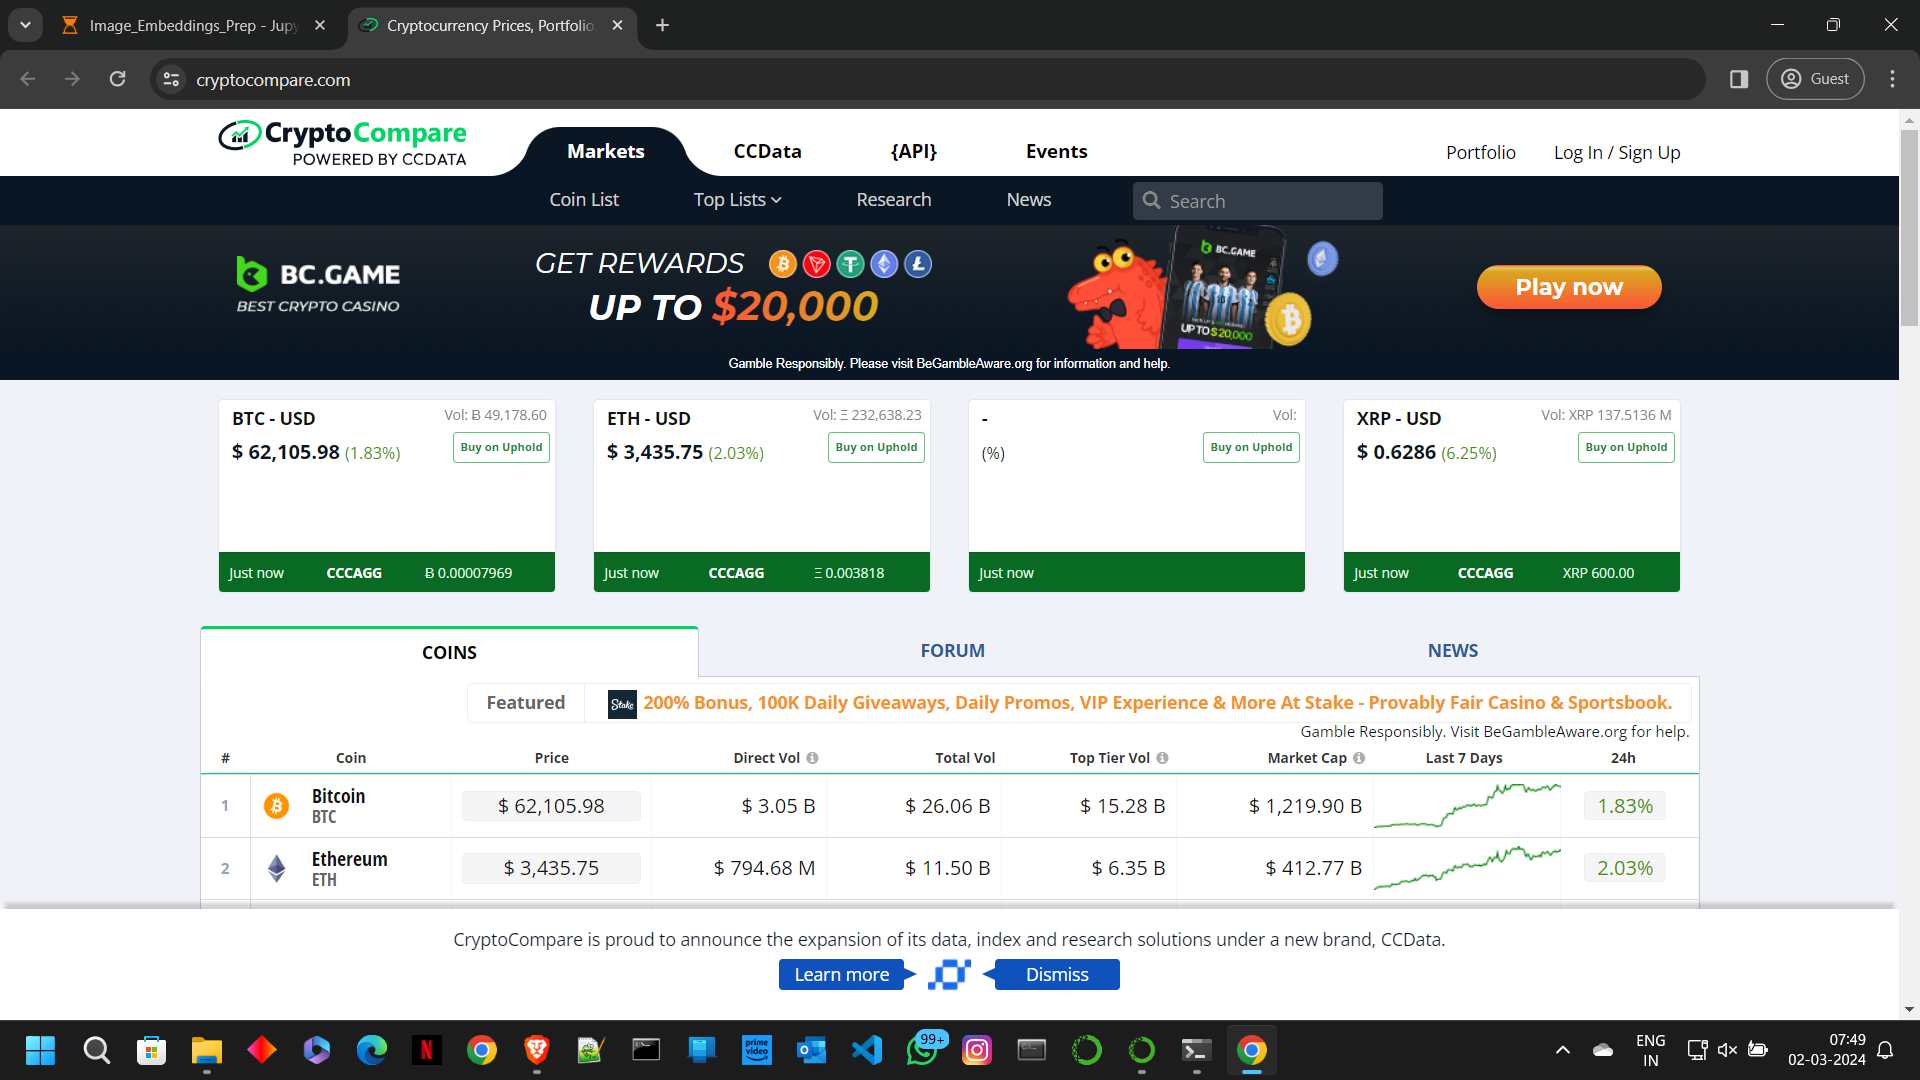 Image_Embeddings_Prep - Jupy
Cryptocurrency Prices, Portfolio
cryptocompare.com
Guest
CryptoCompare
POWERED BY CCDATA
Markets
CCData
{API}
Events
Portfolio
Log In / Sign Up
Coin List
Top Lists
Research
News
Search
BC.GAME
BEST CRYPTO CASINO
GET REWARDS
UP TO $20,000
BC.GAME
UP TO $20,000
Play now
Gamble Responsibly. Please visit BeGambleAware.org for information and help.
BTC - USD
Vol: Ƀ 49,178.60
$ 62,105.98 (1.83%)
Buy on Uphold
Just now
CCCAGG
Ƀ 0.00007969
ETH - USD
Vol: Ξ 232,638.23
$ 3,435.75 (2.03%)
Buy on Uphold
Just now
CCCAGG
Ξ 0.003818
-
Vol:
(%)
Buy on Uphold
Just now
XRP - USD
Vol: XRP 137.5136 M
$ 0.6286 (6.25%)
Buy on Uphold
Just now
CCCAGG
XRP 600.00
COINS
FORUM
NEWS
Featured
Stake
200% Bonus, 100K Daily Giveaways, Daily Promos, VIP Experience & More At Stake - Provably Fair Casino & Sportsbook.
Gamble Responsibly. Visit BeGambleAware.org for help.
# Coin Price Direct Vol Total Vol Top Tier Vol Market Cap Last 7 Days 24h
1 Bitcoin $ 62,105.98 $ 3.05 B $ 26.06 B $ 15.28 B $ 1,219.90 B 1.83%
BTC
2 Ethereum $ 3,435.75 $ 794.68 M $ 11.50 B $ 6.35 B $ 412.77 B 2.03%
ETH
CryptoCompare is proud to announce the expansion of its data, index and research solutions under a new brand, CCData.
Learn more
Dismiss
prime video
99+
ENG
IN
07:49
02-03-2024